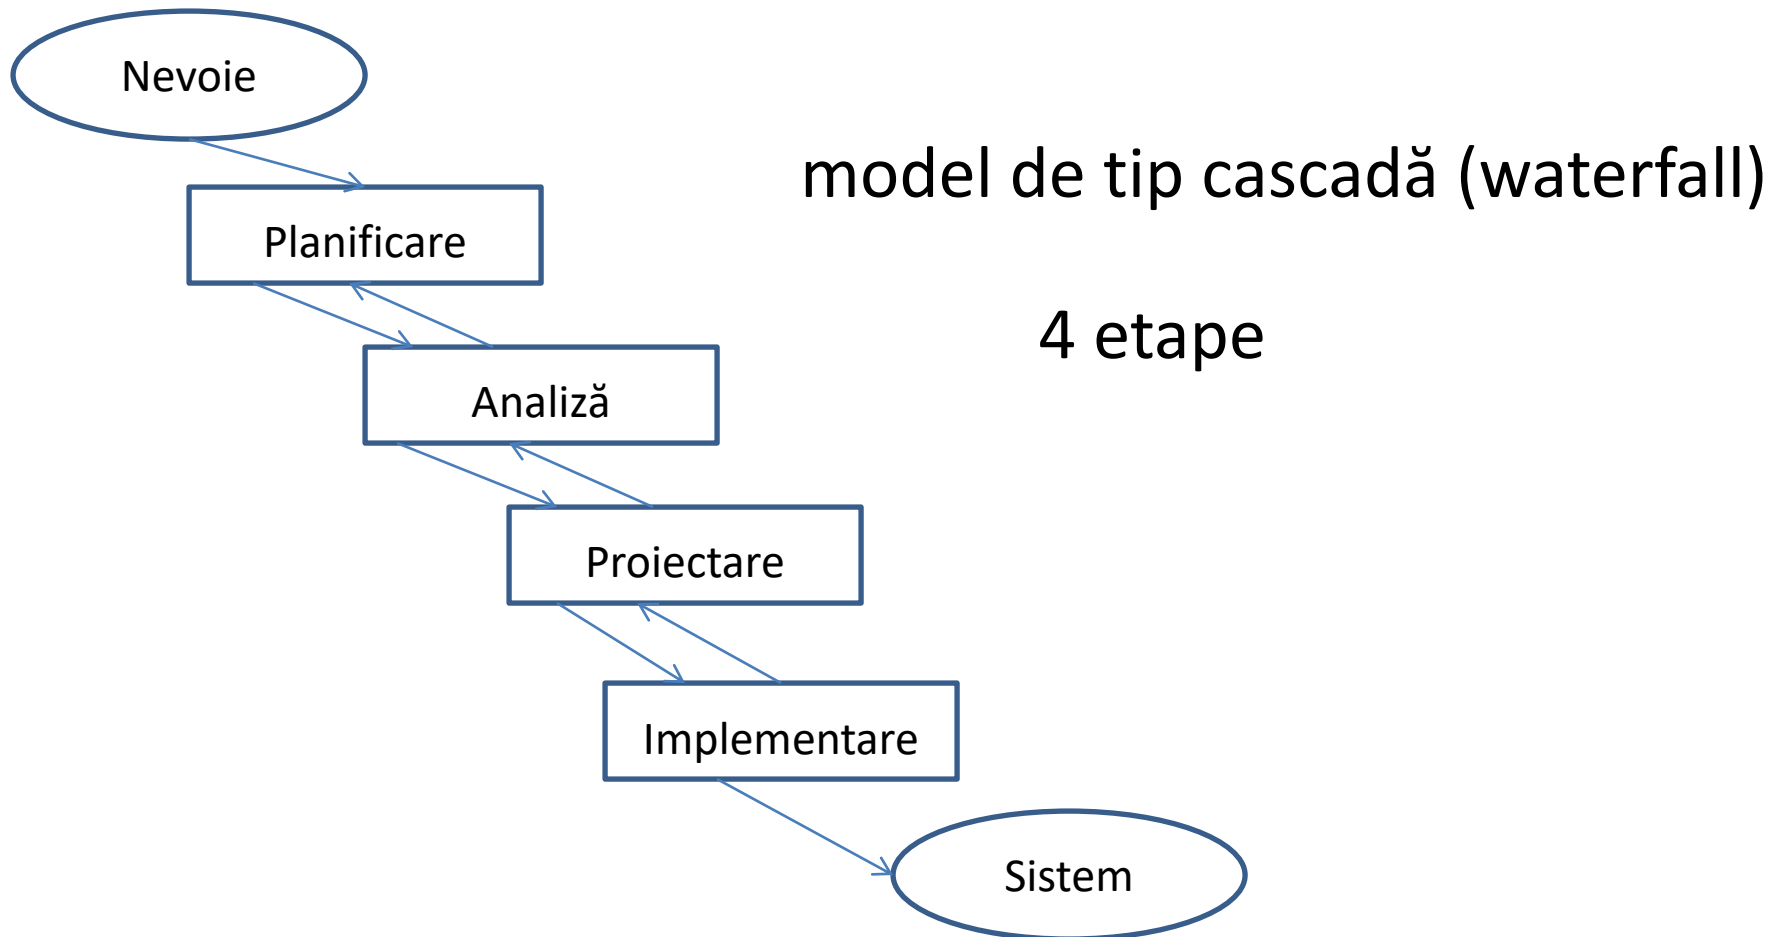 Nevoie
model de tip cascadă (waterfall)
Planificare
4 etape
Analiză
Proiectare
Implementare
Sistem